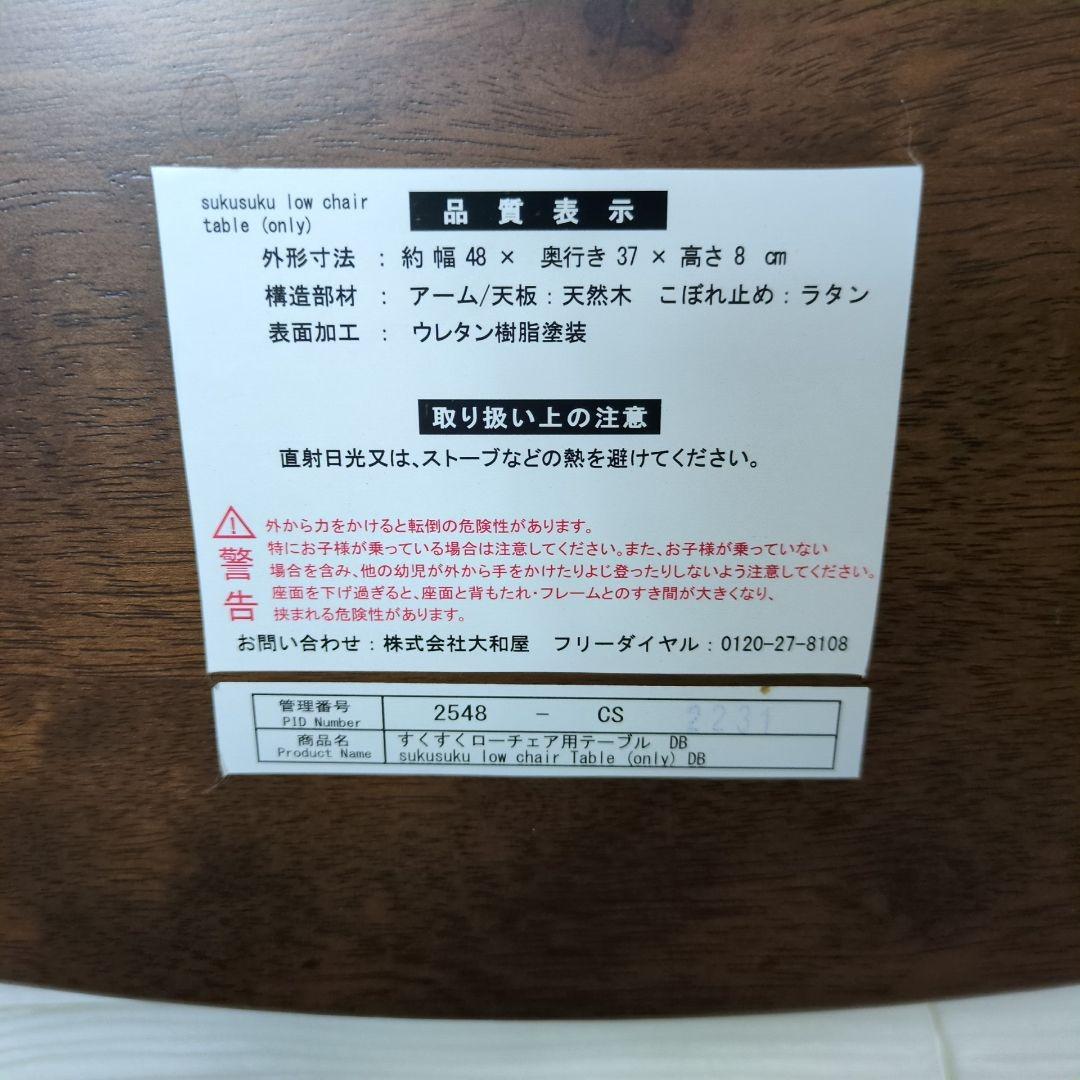 sukusuku low chair
table (only)
品質表示
外形寸法 : 約 幅 48 × 奥行き 37 × 高さ 8 cm
構造部材 : アーム/天板 : 天然木 こぼれ止め : ラタン
表面加工 : ウレタン樹脂塗装
取り扱い上の注意
直射日光又は、ストーブなどの熱を避けてください。
警告
外から力をかけると転倒の危険性があります。
特にお子様が乗っている場合は注意してください。また、お子様が乗っていない
場合を含み、他の幼児が外から手をかけたりよじ登ったりしないよう注意してください。
座面を下げ過ぎると、座面と背もたれ・フレームとのすき間が大きくなり、
挟まれる危険性があります。
お問い合わせ : 株式会社大和屋 フリーダイヤル : 0120-27-8108
管理番号
PID Number
2548 - CS 2231
商品名
Product Name
すくすくローチェア用テーブル DB
sukusuku low chair Table (only) DB